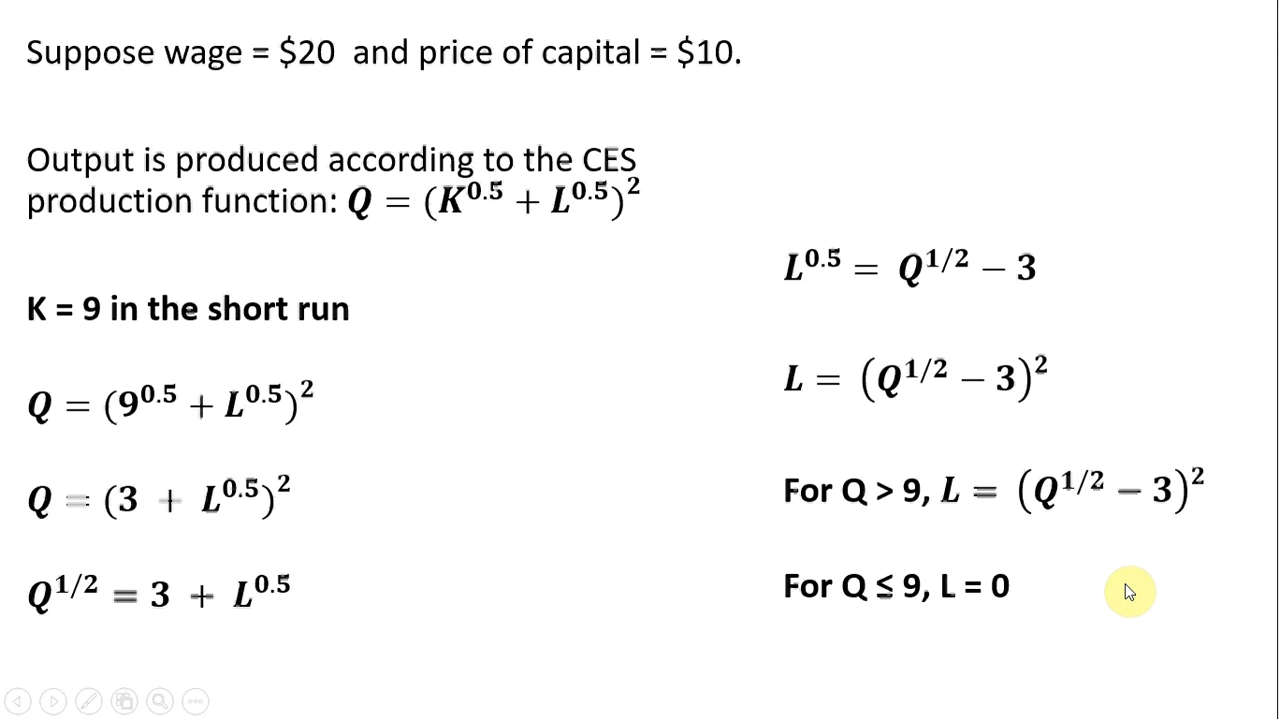 Suppose wage = $20 and price of capital = $10.
Output is produced according to the CES
production function: Q = (K^0.5 + L^0.5)^2
K = 9 in the short run
Q = (9^0.5 + L^0.5)^2
Q = (3 + L^0.5)^2
Q^1/2 = 3 + L^0.5
L^0.5 = Q^1/2 − 3
L = (Q^1/2 − 3)^2
For Q > 9, L = (Q^1/2 − 3)^2
For Q ≤ 9, L = 0